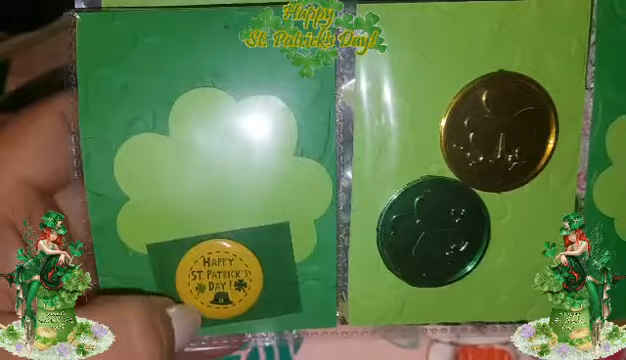 Happy
St. Patrick's Day!
HAPPY
ST. PATRICK'S
DAY!